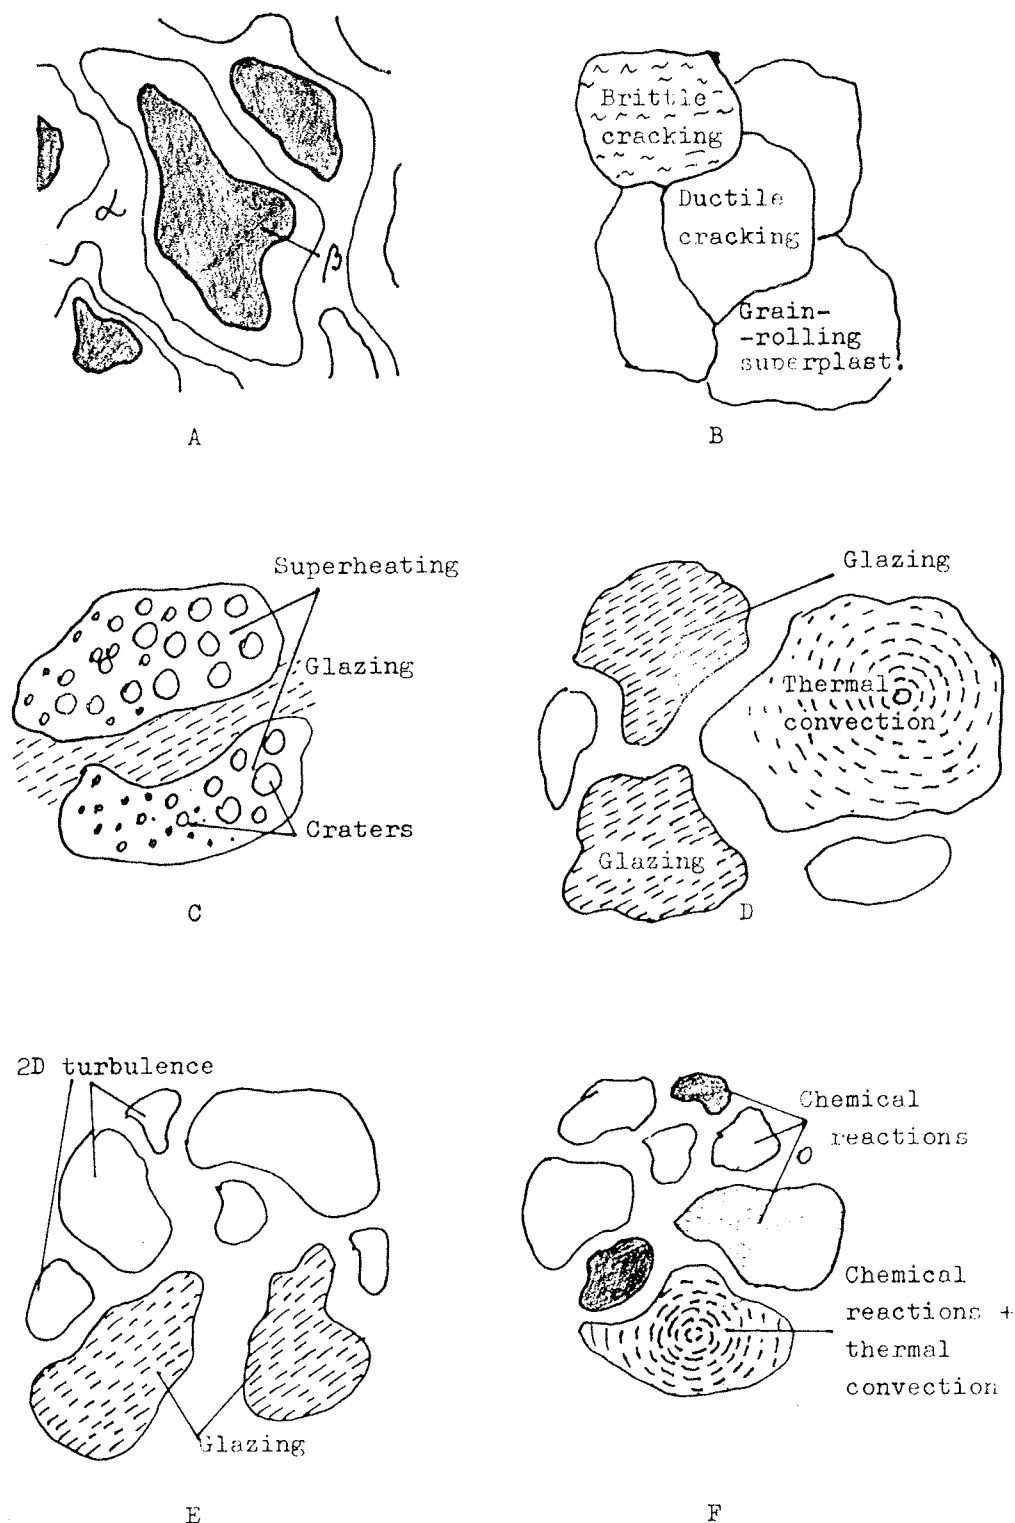 α
β
A
Brittle
cracking
Ductile
cracking
Grain-
-rolling
superplast.
B
Superheating
Glazing
Craters
C
Glazing
Thermal
convection
Glazing
D
2D turbulence
Glazing
E
Chemical
reactions
Chemical
reactions +
thermal
convection
F